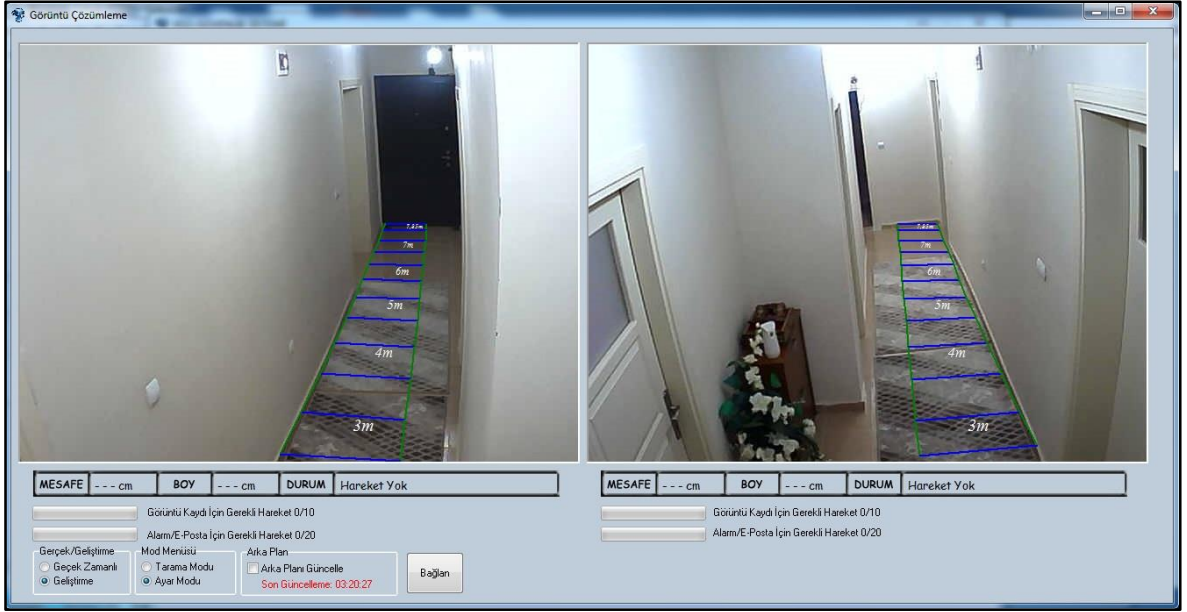 Görüntü Çözümleme
7,85m
7m
6m
5m
4m
3m
7,85m
7m
6m
5m
4m
3m
MESAFE - - - cm BOY - - - cm DURUM Hareket Yok
MESAFE - - - cm BOY - - - cm DURUM Hareket Yok
Görüntü Kaydı İçin Gerekli Hareket 0/10
Görüntü Kaydı İçin Gerekli Hareket 0/10
Alarm/E-Posta İçin Gerekli Hareket 0/20
Alarm/E-Posta İçin Gerekli Hareket 0/20
Gerçek/Geliştirme
Geçek Zamanlı
Geliştirme
Mod Menüsü
Tarama Modu
Ayar Modu
Arka Plan
Arka Planı Güncelle
Son Güncelleme: 03:20:27
Bağlan